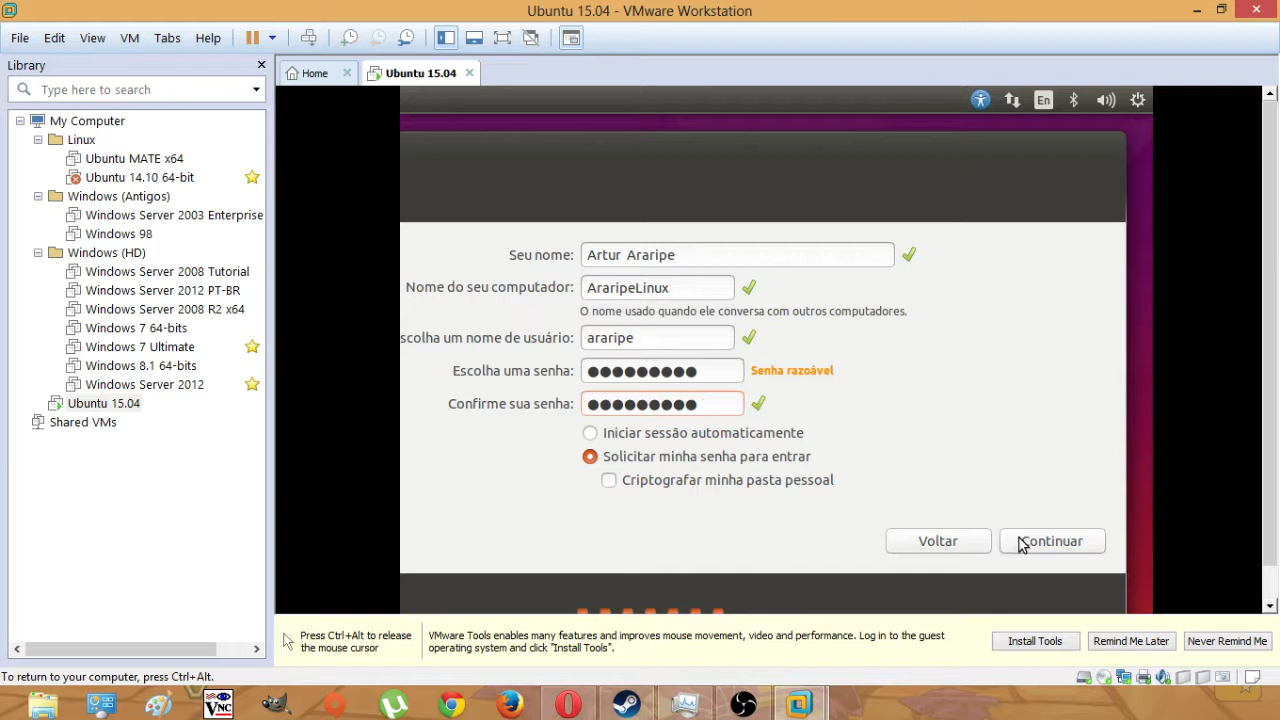 Ubuntu 15.04 - VMware Workstation
File Edit View VM Tabs Help
Library
Home
Ubuntu 15.04
Type here to search
My Computer
Linux
Ubuntu MATE x64
Ubuntu 14.10 64-bit
Windows (Antigos)
Windows Server 2003 Enterprise
Windows 98
Windows (HD)
Windows Server 2008 Tutorial
Windows Server 2012 PT-BR
Windows Server 2008 R2 x64
Windows 7 64-bits
Windows 7 Ultimate
Windows 8.1 64-bits
Windows Server 2012
Ubuntu 15.04
Shared VMs
En
Seu nome: Artur Araripe
Nome do seu computador: AraripeLinux
O nome usado quando ele conversa com outros computadores.
scolha um nome de usuário: araripe
Escolha uma senha: ●●●●●●●●● Senha razoável
Confirme sua senha: ●●●●●●●●●
Iniciar sessão automaticamente
Solicitar minha senha para entrar
Criptografar minha pasta pessoal
Voltar
Continuar
Press Ctrl+Alt to release
the mouse cursor
VMware Tools enables many features and improves mouse movement, video and performance. Log in to the guest
operating system and click "Install Tools".
Install Tools
Remind Me Later
Never Remind Me
To return to your computer, press Ctrl+Alt.
VNC